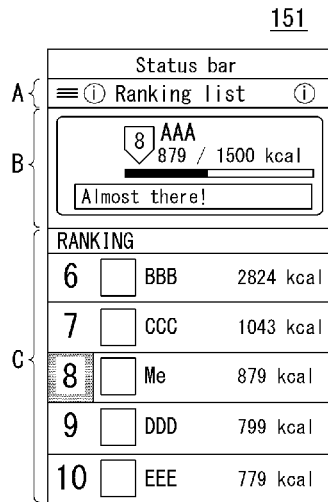 151
Status bar
A ≡ ⓘ Ranking list ⓘ
B
8 AAA
879 / 1500 kcal
Almost there!
RANKING
6 BBB 2824 kcal
7 CCC 1043 kcal
C
8 Me 879 kcal
9 DDD 799 kcal
10 EEE 779 kcal